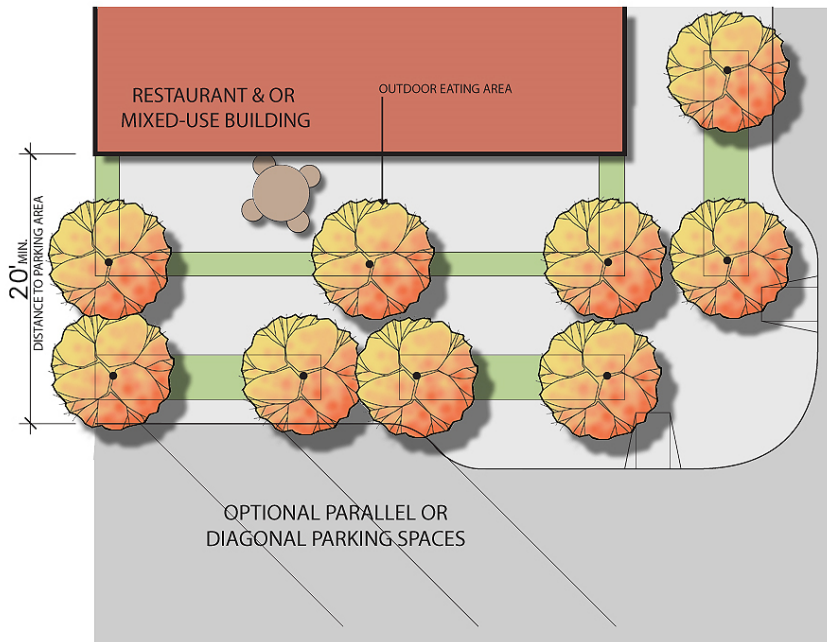 RESTAURANT & OR
MIXED-USE BUILDING
OUTDOOR EATING AREA
20' MIN.
DISTANCE TO PARKING AREA
OPTIONAL PARALLEL OR
DIAGONAL PARKING SPACES